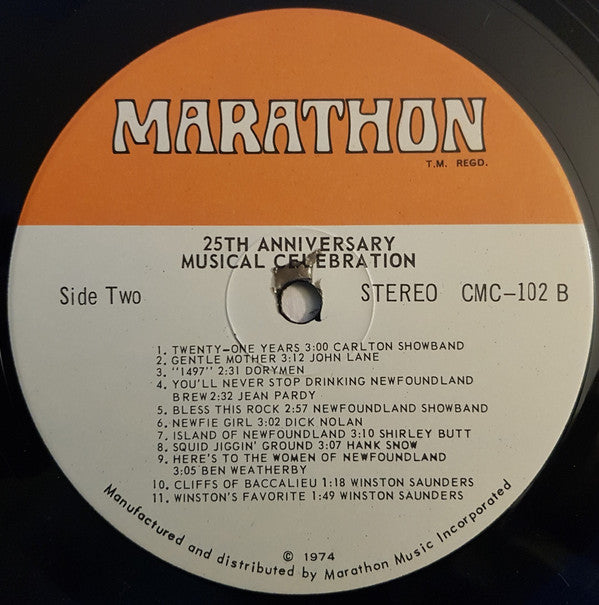 MARATHON
T.M. REGD.
25TH ANNIVERSARY
MUSICAL CELEBRATION
Side Two
STEREO CMC-102 B
1. TWENTY-ONE YEARS 3:00 CARLTON SHOWBAND
2. GENTLE MOTHER 3:12 JOHN LANE
3. "1497" 2:31 DORYMEN
4. YOU'LL NEVER STOP DRINKING NEWFOUNDLAND
BREW 2:32 JEAN PARDY
5. BLESS THIS ROCK 2:57 NEWFOUNDLAND SHOWBAND
6. NEWFIE GIRL 3:02 DICK NOLAN
7. ISLAND OF NEWFOUNDLAND 3:10 SHIRLEY BUTT
8. SQUID JIGGIN' GROUND 3:07 HANK SNOW
9. HERE'S TO THE WOMEN OF NEWFOUNDLAND
3:05 BEN WEATHERBY
10. CLIFFS OF BACCALIEU 1:18 WINSTON SAUNDERS
11. WINSTON'S FAVORITE 1:49 WINSTON SAUNDERS
© 1974
Manufactured and distributed by Marathon Music Incorporated